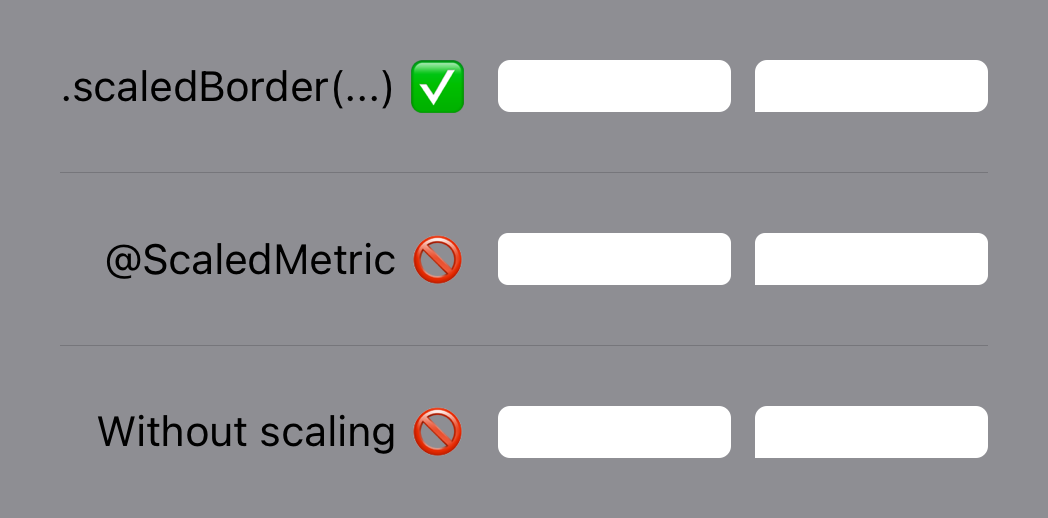 .scaledBorder(...) ✅
@ScaledMetric 🚫
Without scaling 🚫